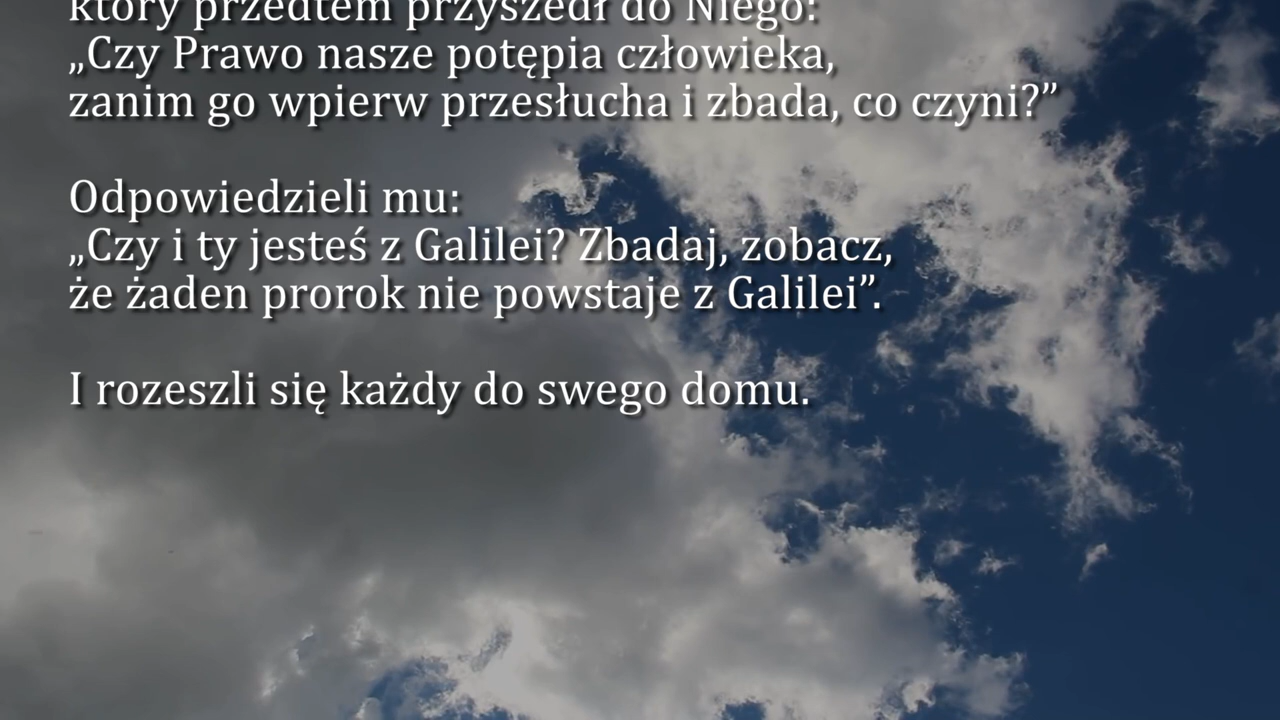 który przedtem przyszedł do Niego:
„Czy Prawo nasze potępia człowieka,
zanim go wpierw przesłucha i zbada, co czyni?”
Odpowiedzieli mu:
„Czy i ty jesteś z Galilei? Zbadaj, zobacz,
że żaden prorok nie powstaje z Galilei”.
I rozeszli się każdy do swego domu.